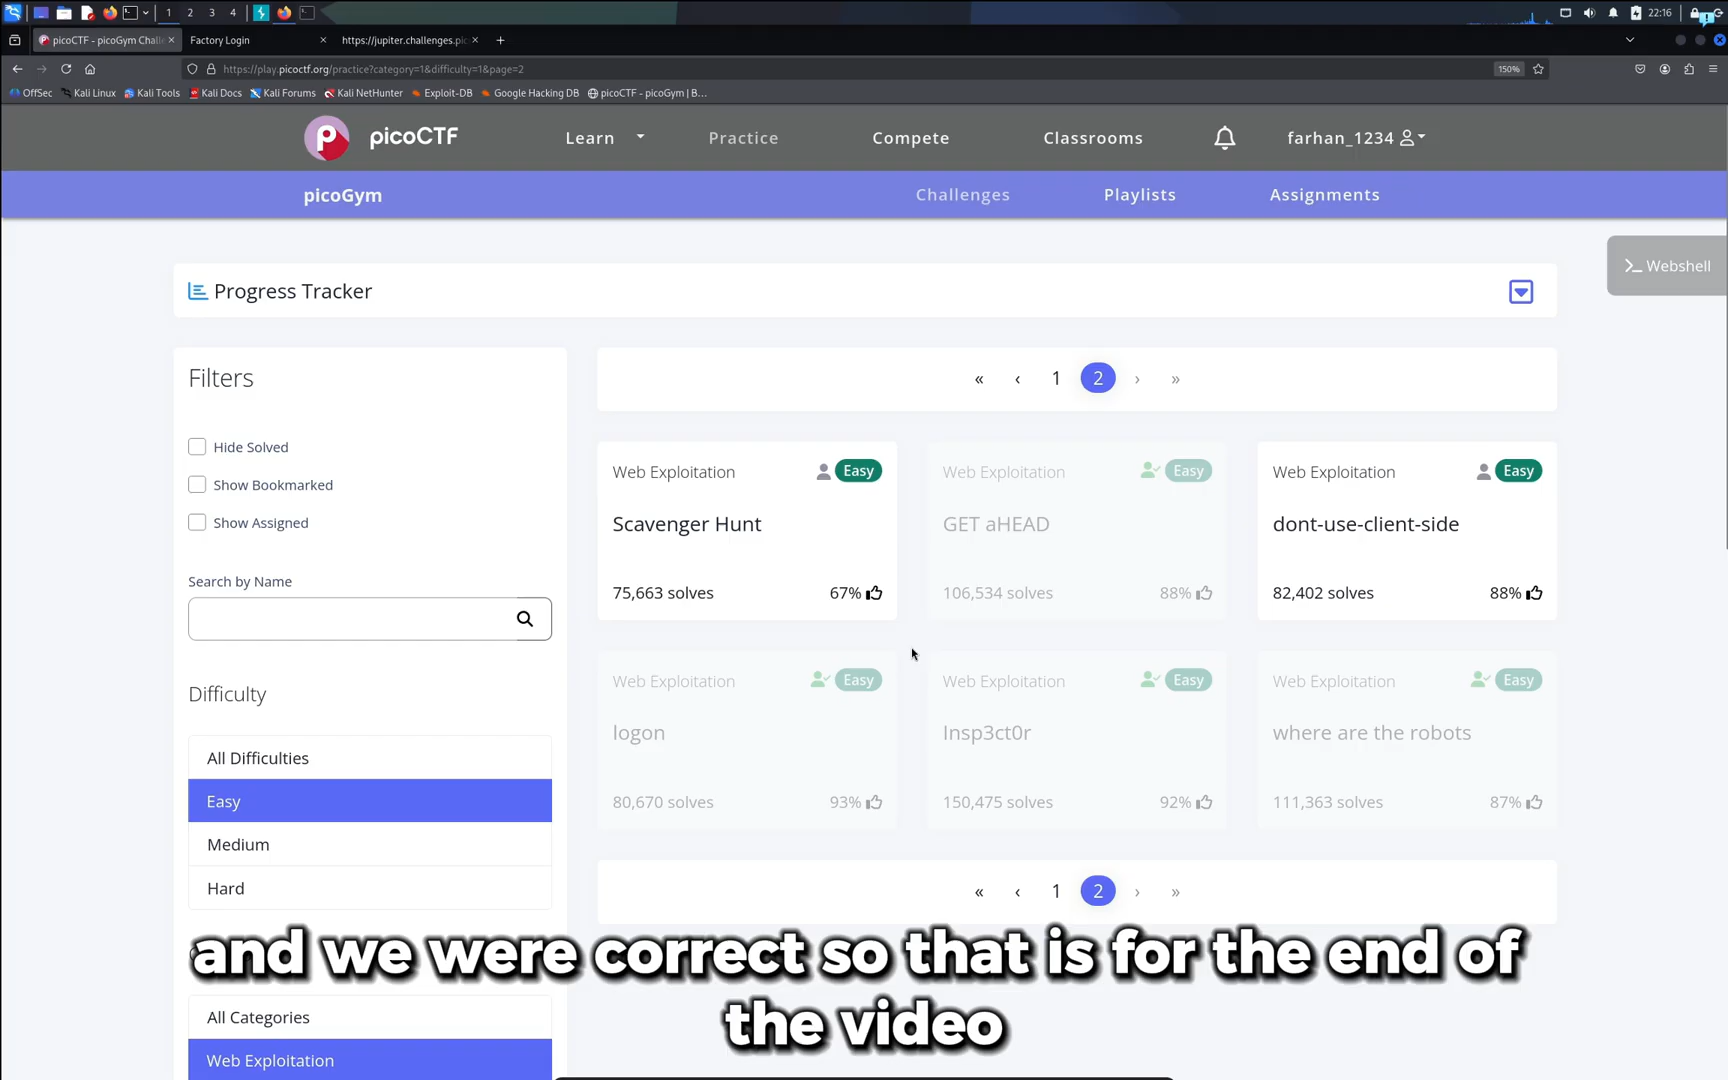 1 2 3 4
22:16
picoCTF - picoGym Chall
Factory Login
https://jupiter.challenges.pic
https://play.picoctf.org/practice?category=1&difficulty=1&page=2
150%
OffSec
Kali Linux
Kali Tools
Kali Docs
Kali Forums
Kali NetHunter
Exploit-DB
Google Hacking DB
picoCTF - picoGym | B...
picoCTF
Learn
Practice
Compete
Classrooms
farhan_1234
picoGym
Challenges
Playlists
Assignments
>_ Webshell
Progress Tracker
Filters
Hide Solved
Show Bookmarked
Show Assigned
Search by Name
Difficulty
All Difficulties
Easy
Medium
Hard
All Categories
Web Exploitation
« ‹ 1 2 › »
Web Exploitation Easy
Scavenger Hunt
75,663 solves 67%
Web Exploitation Easy
GET aHEAD
106,534 solves 88%
Web Exploitation Easy
dont-use-client-side
82,402 solves 88%
Web Exploitation Easy
logon
80,670 solves 93%
Web Exploitation Easy
Insp3ct0r
150,475 solves 92%
Web Exploitation Easy
where are the robots
111,363 solves 87%
« ‹ 1 2 › »
and we were correct so that is for the end of
the video